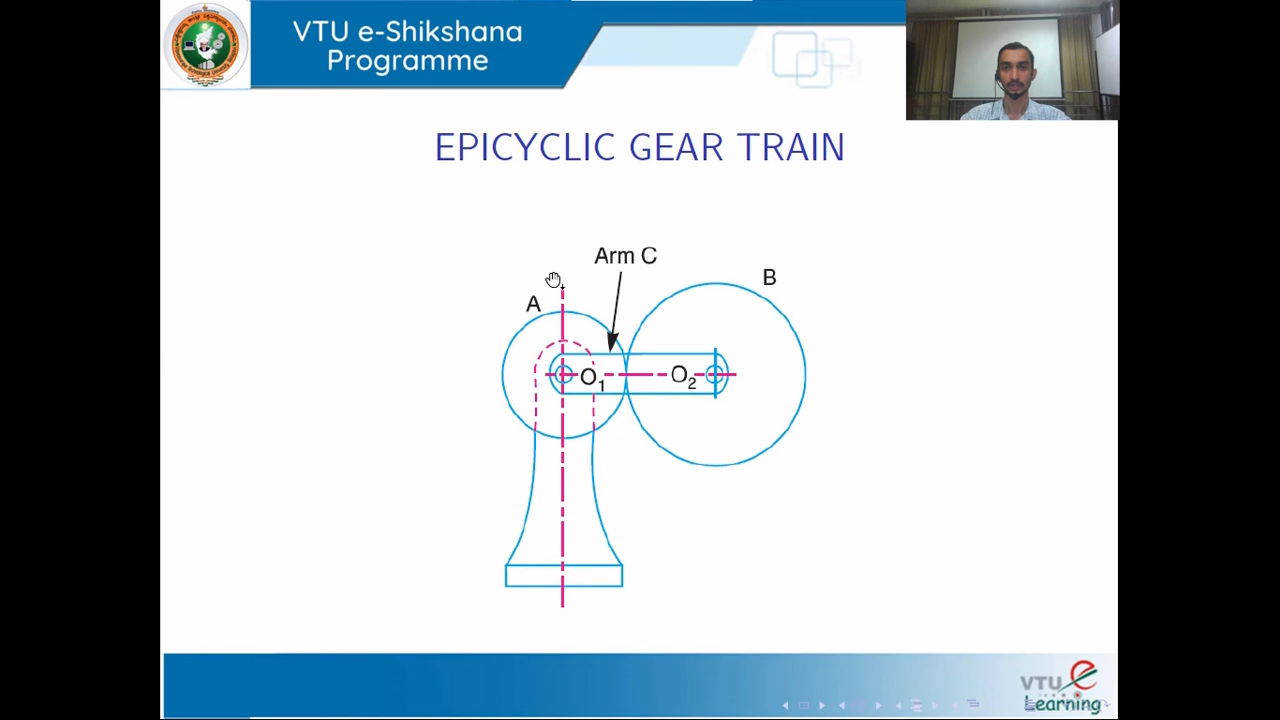 VTU e-Shikshana
Programme
EPICYCLIC GEAR TRAIN
Arm C
B
A
O1
O2
VTU e
Learning